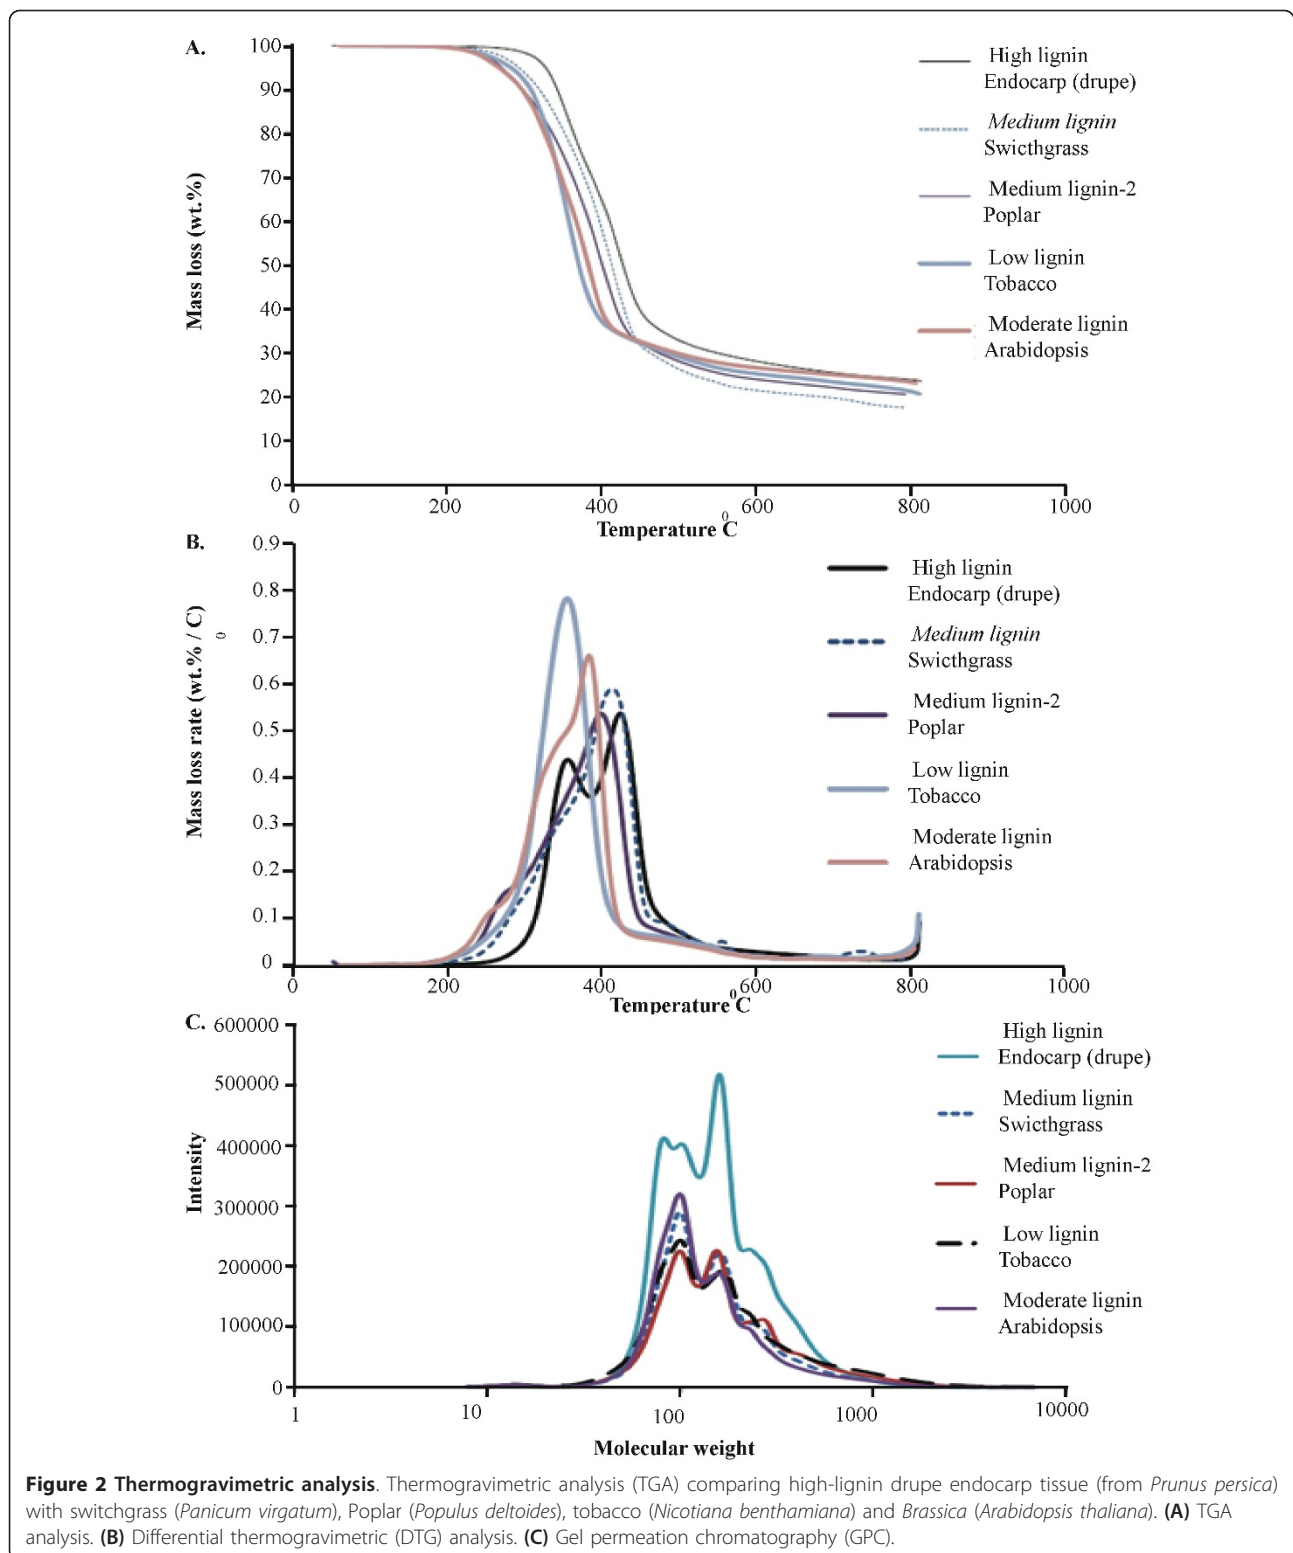 A.
100
90
80
70
60
50
40
30
20
10
0
Mass loss (wt.%)
0 200 400 600 800 1000
Temperature ⁰C
High lignin
Endocarp (drupe)
Medium lignin
Swicthgrass
Medium lignin-2
Poplar
Low lignin
Tobacco
Moderate lignin
Arabidopsis
B.
0.9
0.8
0.7
0.6
0.5
0.4
0.3
0.2
0.1
0
Mass loss rate (wt.% / ⁰C)
0 200 400 600 800 1000
Temperature ⁰C
High lignin
Endocarp (drupe)
Medium lignin
Swicthgrass
Medium lignin-2
Poplar
Low lignin
Tobacco
Moderate lignin
Arabidopsis
C.
600000
500000
400000
300000
200000
100000
0
Intensity
1 10 100 1000 10000
Molecular weight
High lignin
Endocarp (drupe)
Medium lignin
Swicthgrass
Medium lignin-2
Poplar
Low lignin
Tobacco
Moderate lignin
Arabidopsis
Figure 2 Thermogravimetric analysis. Thermogravimetric analysis (TGA) comparing high-lignin drupe endocarp tissue (from Prunus persica)
with switchgrass (Panicum virgatum), Poplar (Populus deltoides), tobacco (Nicotiana benthamiana) and Brassica (Arabidopsis thaliana). (A) TGA
analysis. (B) Differential thermogravimetric (DTG) analysis. (C) Gel permeation chromatography (GPC).